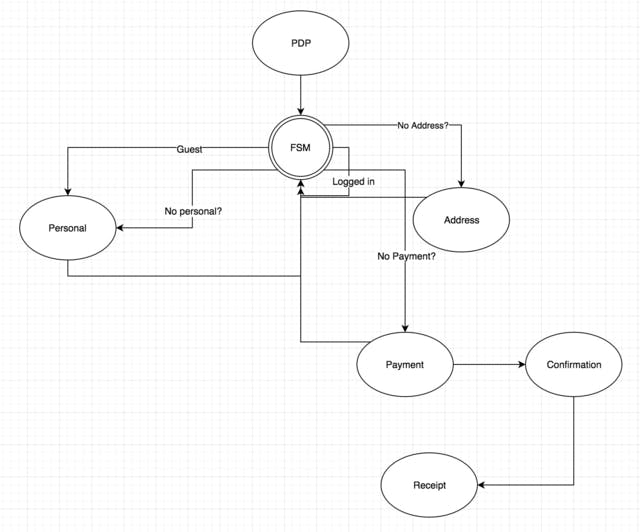 PDP
No Address?
FSM
Guest
Logged in
No personal?
Address
Personal
No Payment?
Payment
Confirmation
Receipt